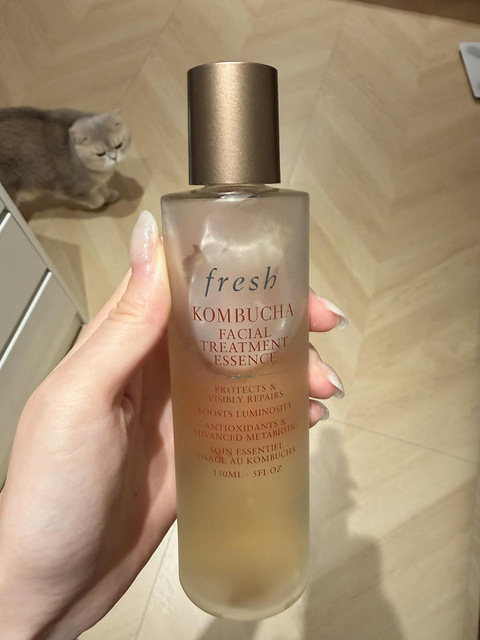 fresh
KOMBUCHA
FACIAL
TREATMENT
ESSENCE
PROTECTS &
VISIBLY REPAIRS
BOOSTS LUMINOSITY
ANTIOXIDANTS &
ADVANCED METABIOTIC
SOIN ESSENTIEL
VISAGE AU KOMBUCHA
150ML - 5FL OZ